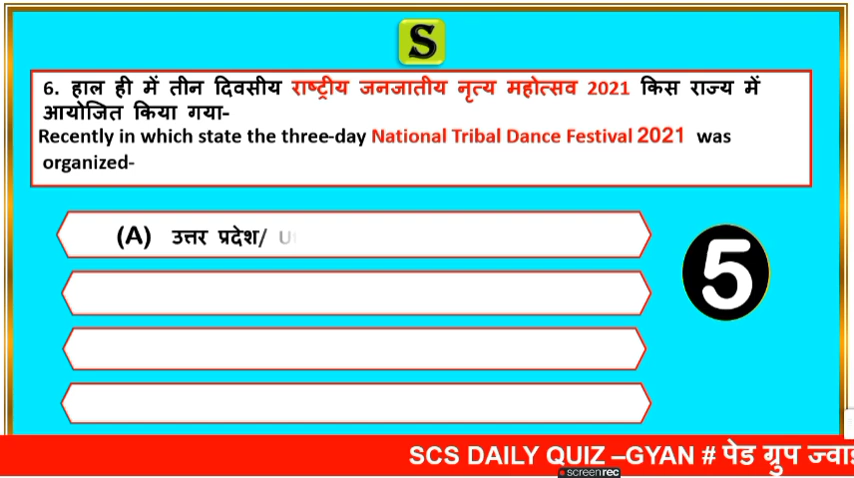 S
6. हाल ही में तीन दिवसीय राष्ट्रीय जनजातीय नृत्य महोत्सव 2021 किस राज्य में
आयोजित किया गया-
Recently in which state the three-day National Tribal Dance Festival 2021 was
organized-
(A) उत्तर प्रदेश/ U
5
SCS DAILY QUIZ –GYAN # पेड ग्रुप
screenrec